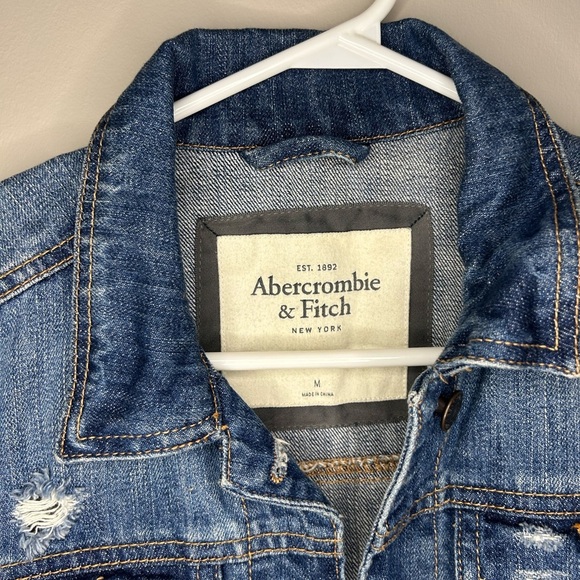 EST. 1892
Abercrombie
& Fitch
NEW YORK
M
MADE IN CHINA